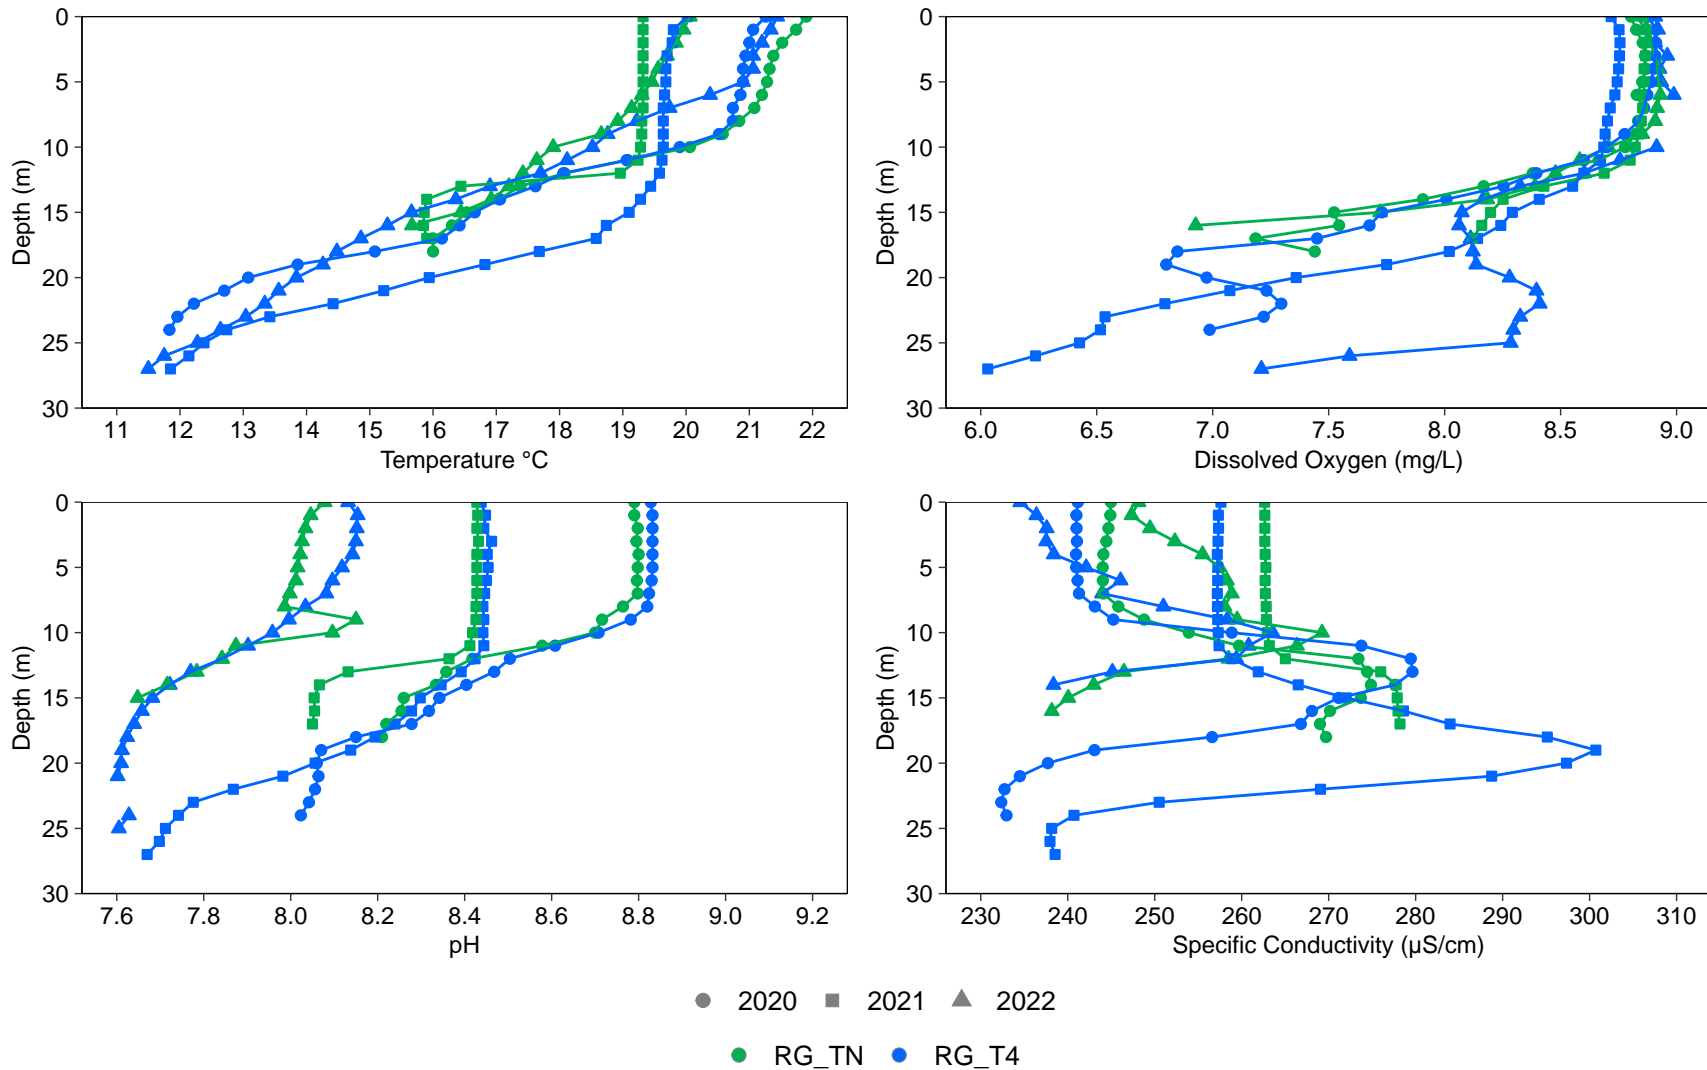 0
5
10
15
20
25
30
Depth (m)
11 12 13 14 15 16 17 18 19 20 21 22
Temperature °C
0
5
10
15
20
25
30
Depth (m)
6.0 6.5 7.0 7.5 8.0 8.5 9.0
Dissolved Oxygen (mg/L)
0
5
10
15
20
25
30
Depth (m)
7.6 7.8 8.0 8.2 8.4 8.6 8.8 9.0 9.2
pH
0
5
10
15
20
25
30
Depth (m)
230 240 250 260 270 280 290 300 310
Specific Conductivity (µS/cm)
2020 2021 2022
RG_TN RG_T4